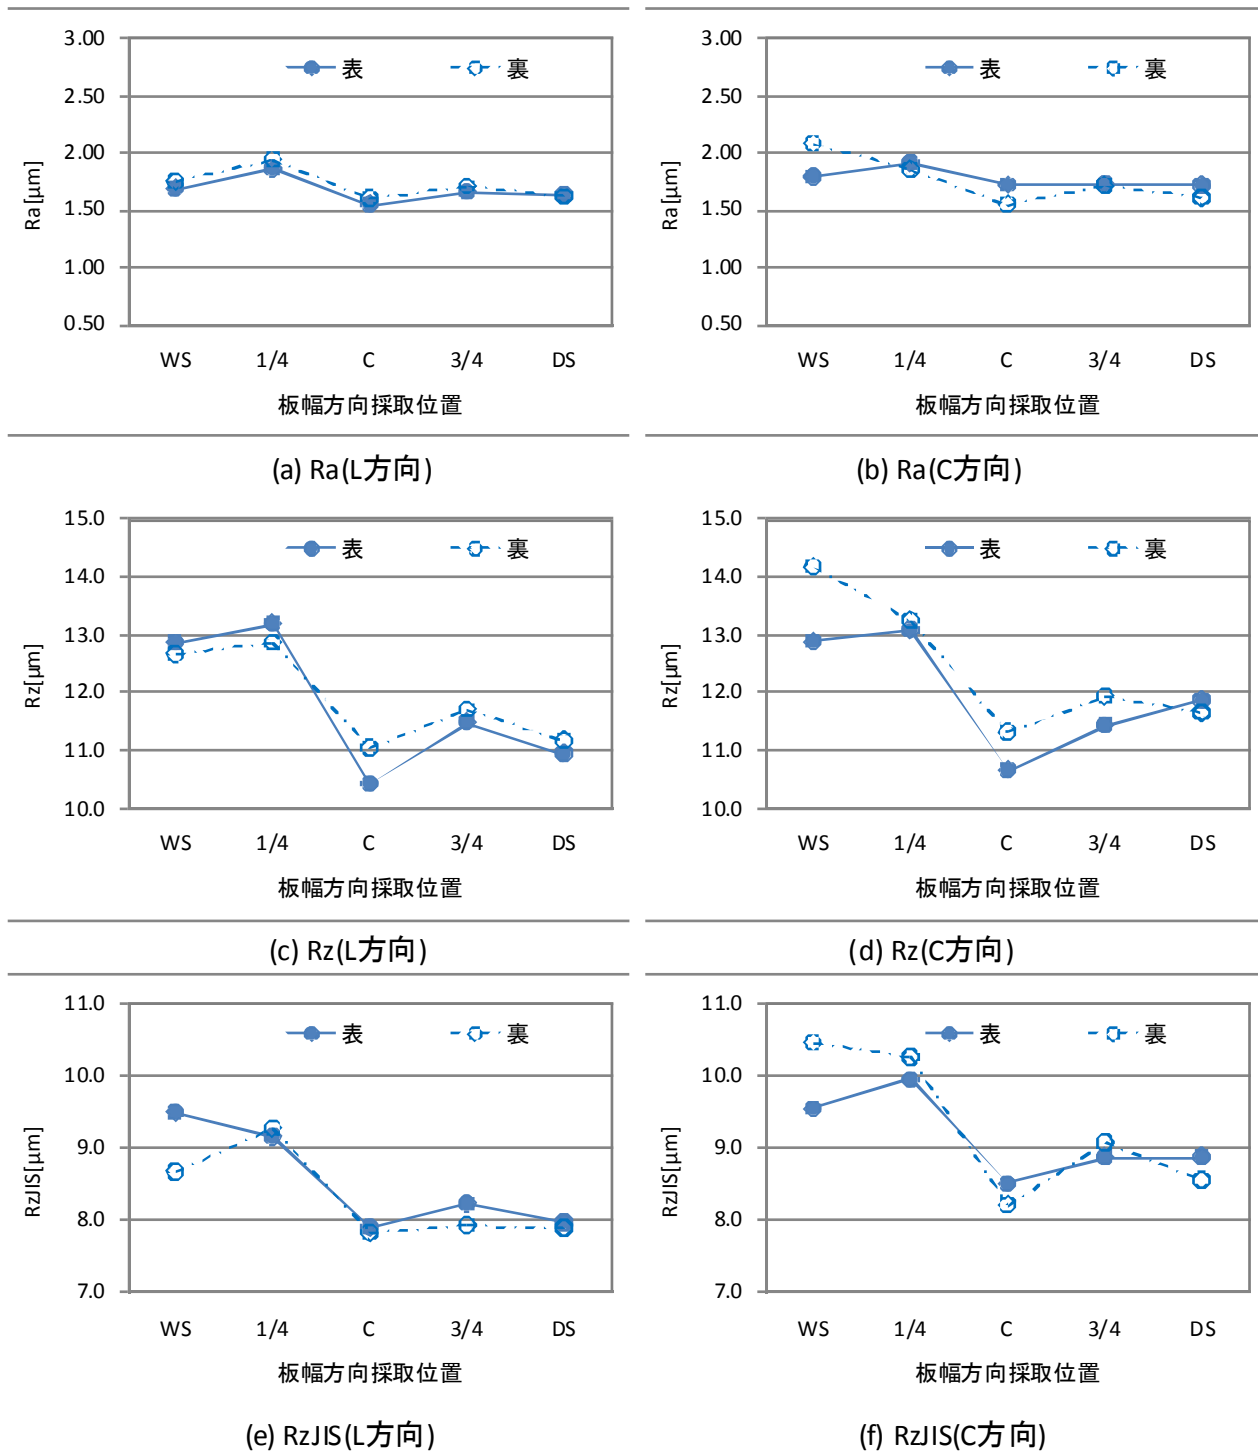 3.00
2.50
2.00
1.50
1.00
0.50
Ra[μm]
表 裏
WS 1/4 C 3/4 DS
板幅方向採取位置
(a) Ra(L方向)
3.00
2.50
2.00
1.50
1.00
0.50
Ra[μm]
表 裏
WS 1/4 C 3/4 DS
板幅方向採取位置
(b) Ra(C方向)
15.0
14.0
13.0
12.0
11.0
10.0
Rz[μm]
表 裏
WS 1/4 C 3/4 DS
板幅方向採取位置
(c) Rz(L方向)
15.0
14.0
13.0
12.0
11.0
10.0
Rz[μm]
表 裏
WS 1/4 C 3/4 DS
板幅方向採取位置
(d) Rz(C方向)
11.0
10.0
9.0
8.0
7.0
RzJIS[μm]
表 裏
WS 1/4 C 3/4 DS
板幅方向採取位置
(e) RzJIS(L方向)
11.0
10.0
9.0
8.0
7.0
RzJIS[μm]
表 裏
WS 1/4 C 3/4 DS
板幅方向採取位置
(f) RzJIS(C方向)